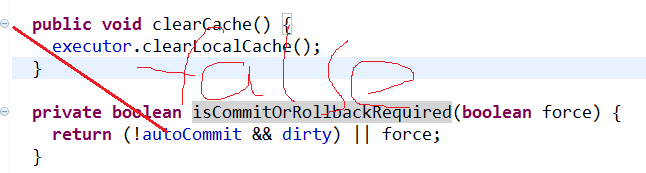 public void clearCache() {
executor.clearLocalCache();
}
false
private boolean isCommitOrRollbackRequired(boolean force) {
return (!autoCommit && dirty) || force;
}